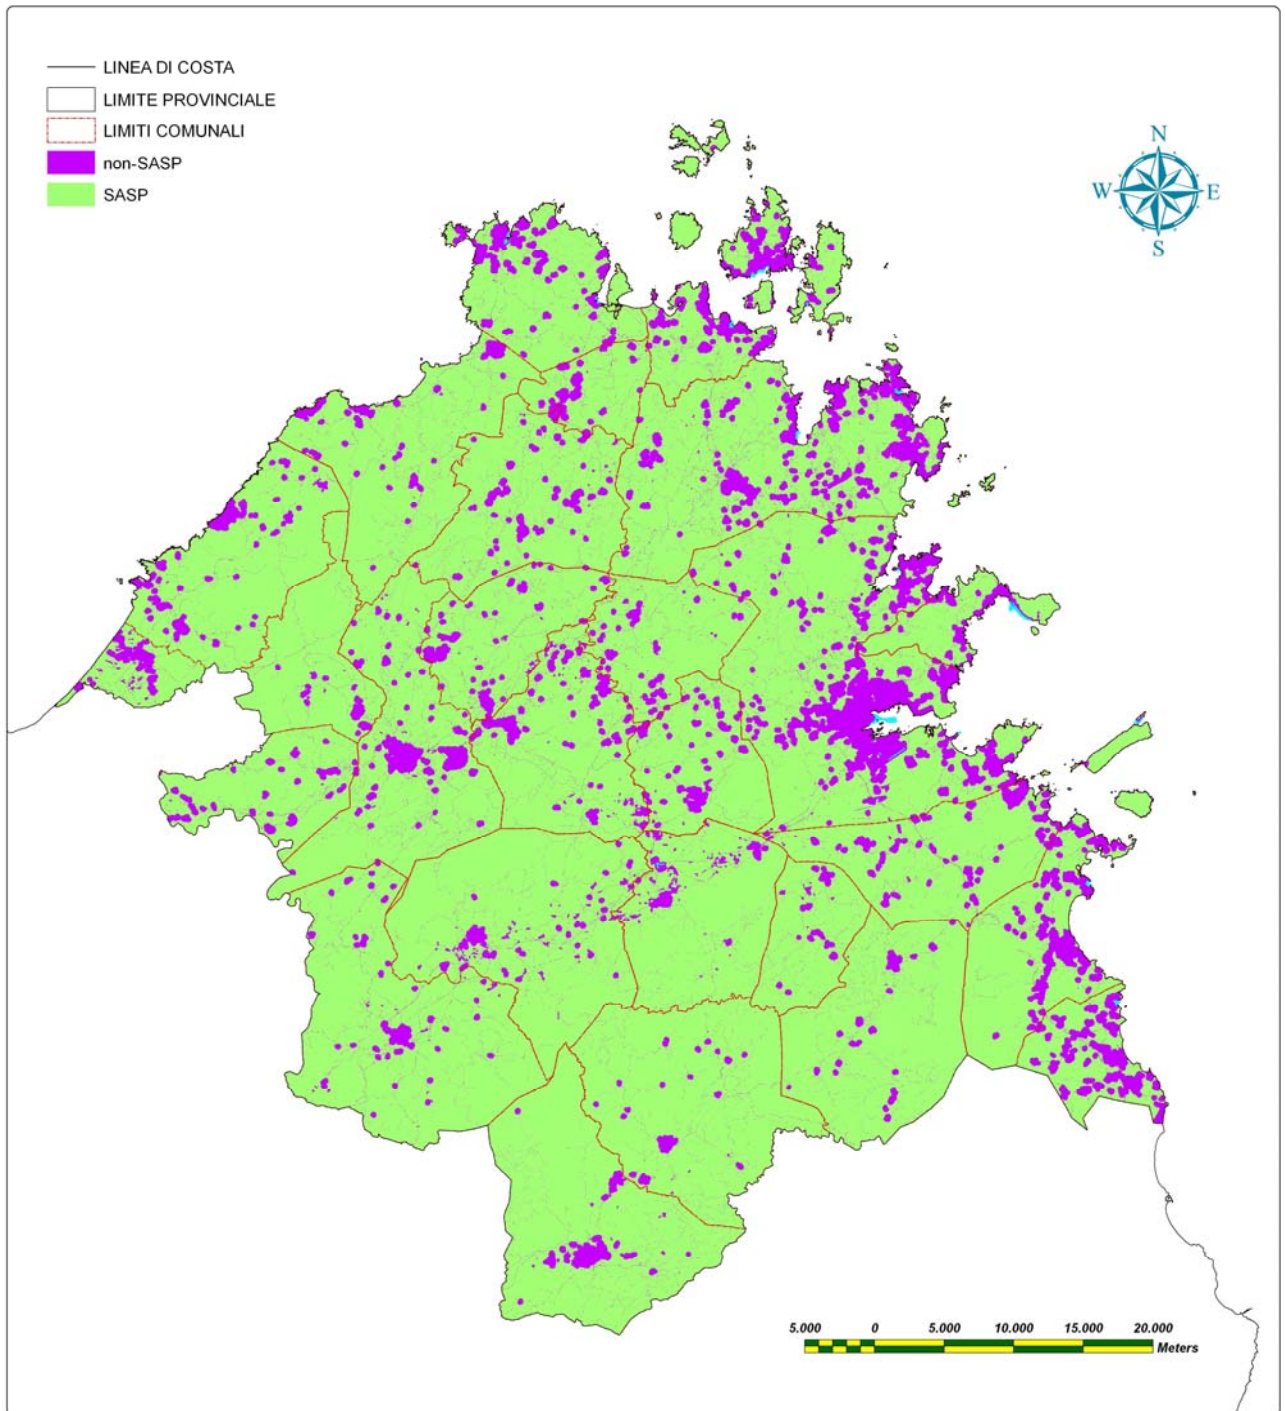 LINEA DI COSTA
LIMITE PROVINCIALE
LIMITI COMUNALI
non-SASP
SASP
N
W E
S
5.000 0 5.000 10.000 15.000 20.000
Meters